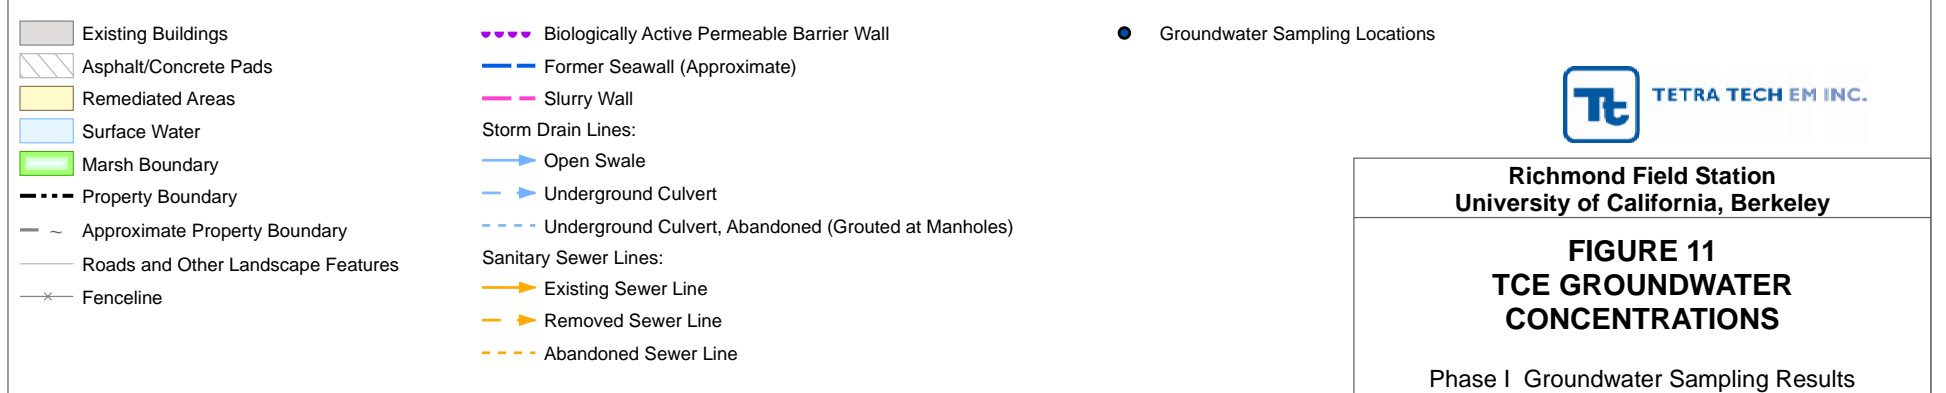 Existing Buildings
Asphalt/Concrete Pads
Remediated Areas
Surface Water
Marsh Boundary
Property Boundary
~ Approximate Property Boundary
Roads and Other Landscape Features
Fenceline
Biologically Active Permeable Barrier Wall
Former Seawall (Approximate)
Slurry Wall
Storm Drain Lines:
Open Swale
Underground Culvert
Underground Culvert, Abandoned (Grouted at Manholes)
Sanitary Sewer Lines:
Existing Sewer Line
Removed Sewer Line
Abandoned Sewer Line
Groundwater Sampling Locations
Tt TETRA TECH EM INC.
Richmond Field Station
University of California, Berkeley
FIGURE 11
TCE GROUNDWATER
CONCENTRATIONS
Phase I Groundwater Sampling Results